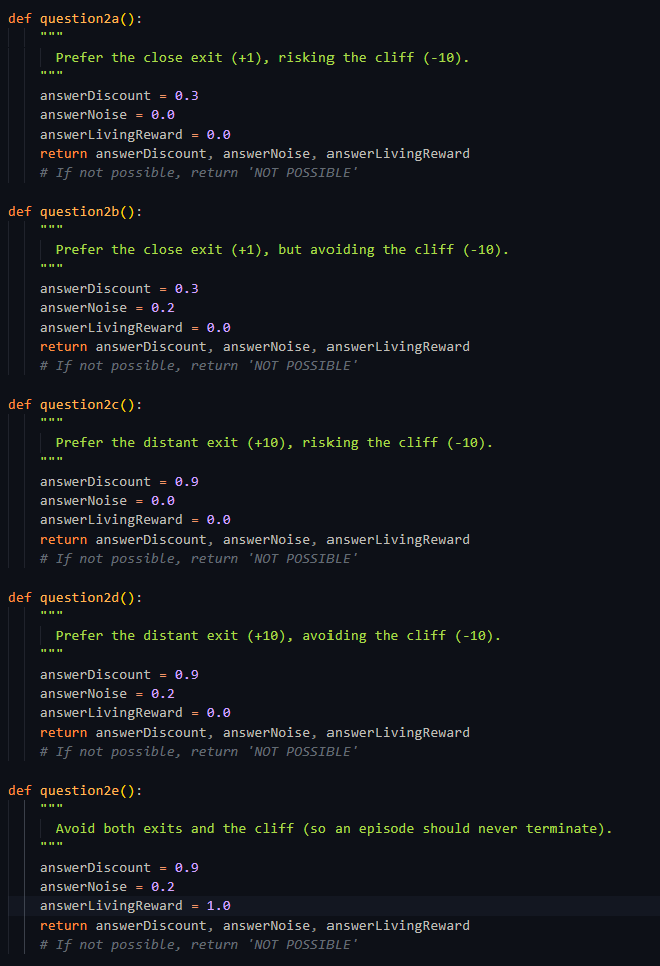 def question2a():
    """
      Prefer the close exit (+1), risking the cliff (-10).
    """
    answerDiscount = 0.3
    answerNoise = 0.0
    answerLivingReward = 0.0
    return answerDiscount, answerNoise, answerLivingReward
    # If not possible, return 'NOT POSSIBLE'

def question2b():
    """
      Prefer the close exit (+1), but avoiding the cliff (-10).
    """
    answerDiscount = 0.3
    answerNoise = 0.2
    answerLivingReward = 0.0
    return answerDiscount, answerNoise, answerLivingReward
    # If not possible, return 'NOT POSSIBLE'

def question2c():
    """
      Prefer the distant exit (+10), risking the cliff (-10).
    """
    answerDiscount = 0.9
    answerNoise = 0.0
    answerLivingReward = 0.0
    return answerDiscount, answerNoise, answerLivingReward
    # If not possible, return 'NOT POSSIBLE'

def question2d():
    """
      Prefer the distant exit (+10), avoiding the cliff (-10).
    """
    answerDiscount = 0.9
    answerNoise = 0.2
    answerLivingReward = 0.0
    return answerDiscount, answerNoise, answerLivingReward
    # If not possible, return 'NOT POSSIBLE'

def question2e():
    """
      Avoid both exits and the cliff (so an episode should never terminate).
    """
    answerDiscount = 0.9
    answerNoise = 0.2
    answerLivingReward = 1.0
    return answerDiscount, answerNoise, answerLivingReward
    # If not possible, return 'NOT POSSIBLE'